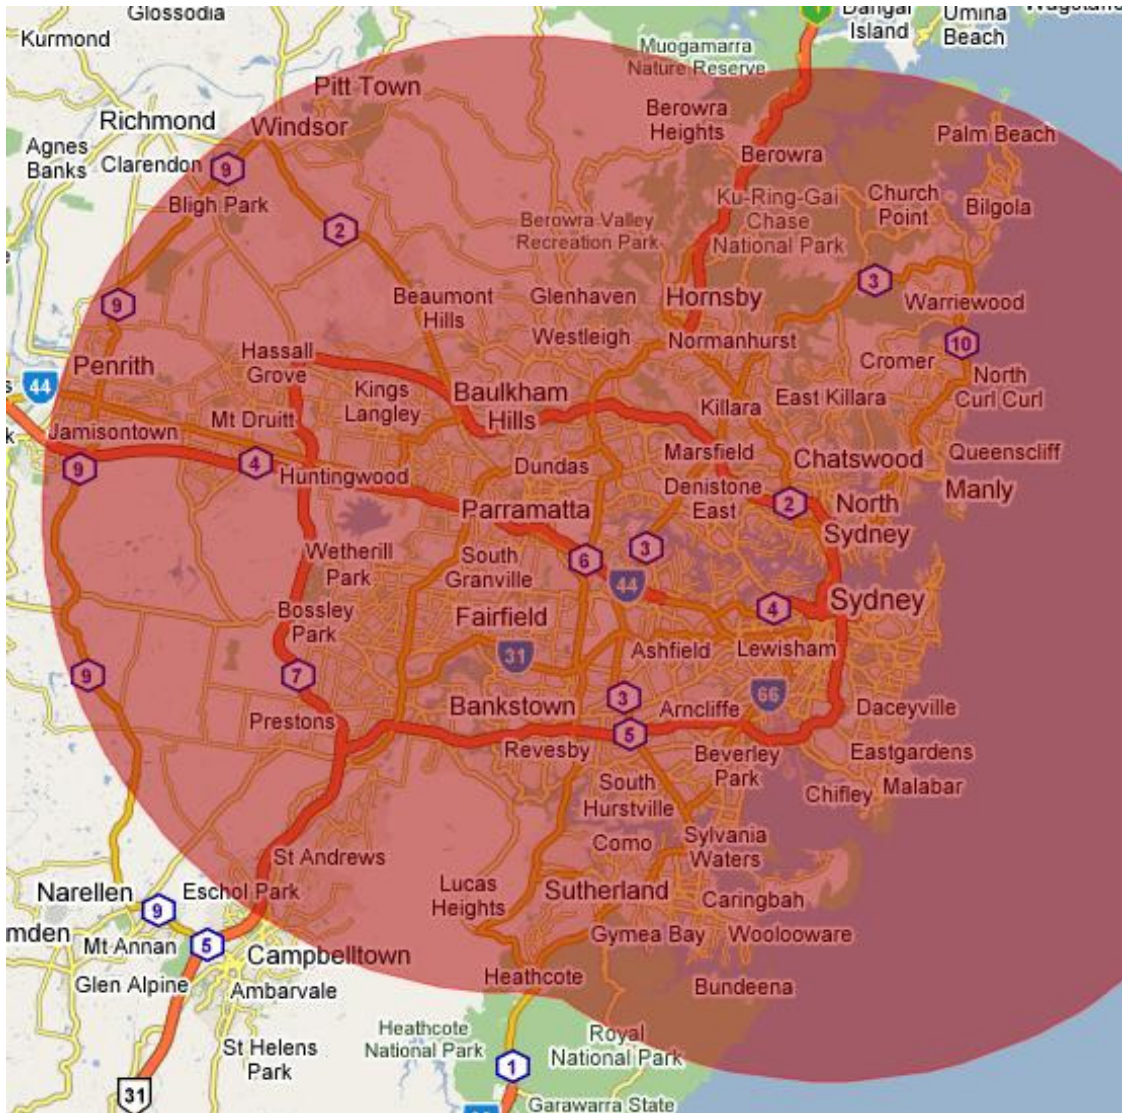 Glossodia
Kurmond
Dangar
Island
Umina
Beach
Muogamarra
Nature Reserve
Pitt Town
Richmond
Windsor
Berowra
Heights
Palm Beach
Agnes
Banks
Clarendon
9
Berowra
Bligh Park
Ku-Ring-Gai
Chase
National Park
Church
Point
Bilgola
2
Berowra Valley
Recreation Park
3
9
Beaumont
Hills
Glenhaven
Hornsby
Warriewood
Westleigh
Normanhurst
10
Penrith
Hassall
Grove
Cromer
44
Kings
Langley
Baulkham
Hills
North
Curl Curl
Mt Druitt
Killara
East Killara
Jamisontown
Marsfield
Chatswood
Queenscliff
9
4
Huntingwood
Dundas
Denistone
East
Manly
Parramatta
2
North
Sydney
Wetherill
Park
South
Granville
6
3
44
Bossley
Park
Fairfield
4
Sydney
31
Ashfield
Lewisham
9
7
3
66
Prestons
Bankstown
Arncliffe
Daceyville
5
Revesby
Beverley
Park
Eastgardens
South
Hurstville
Chifley
Malabar
St Andrews
Como
Sylvania
Waters
Narellen
Eschol Park
Lucas
Heights
Sutherland
Caringbah
9
mden
Mt Annan
5
Gymea Bay
Woolooware
Campbelltown
Glen Alpine
Ambarvale
Heathcote
Bundeena
Heathcote
National Park
Royal
National Park
St Helens
Park
1
31
Garawarra State